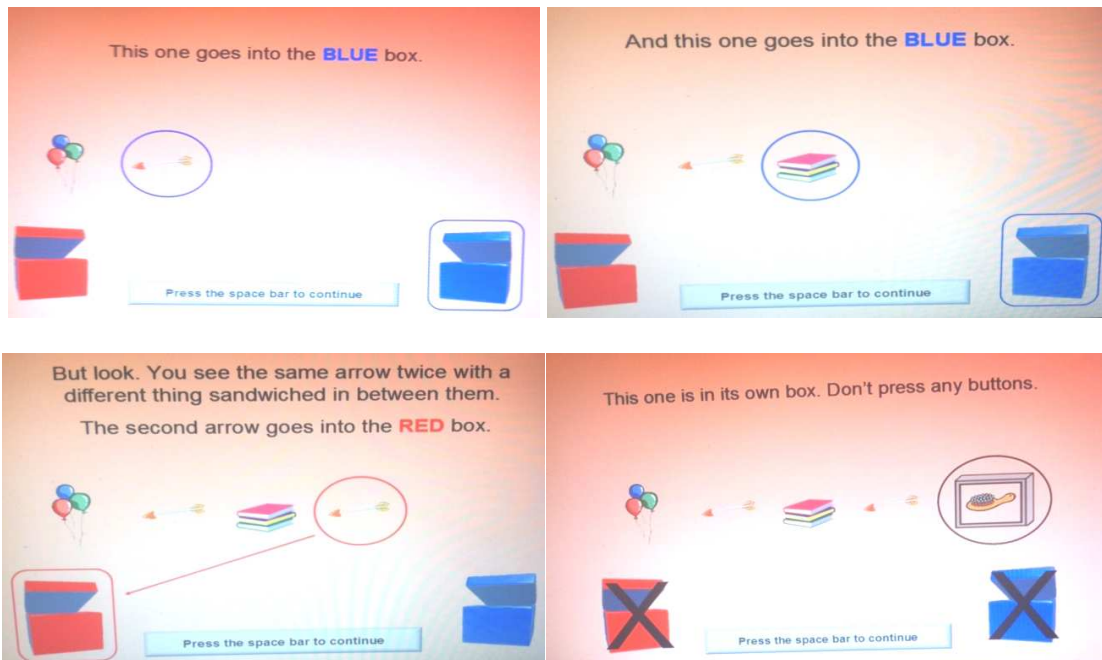 This one goes into the BLUE box.
Press the space bar to continue
And this one goes into the BLUE box.
Press the space bar to continue
But look. You see the same arrow twice with a
different thing sandwiched in between them.
The second arrow goes into the RED box.
Press the space bar to continue
This one is in its own box. Don't press any buttons.
Press the space bar to continue